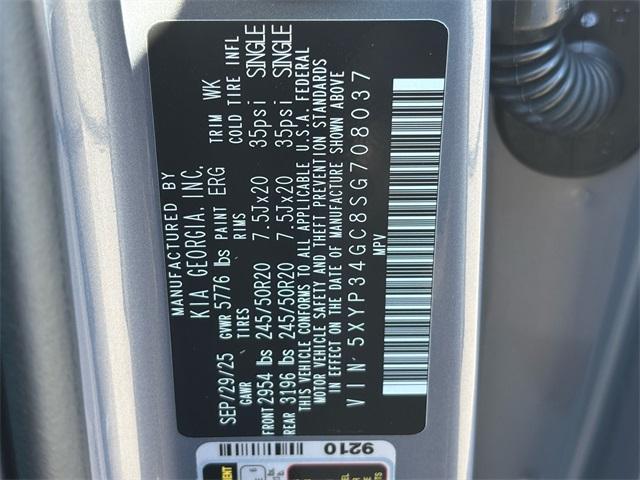 MANUFACTURED BY
KIA GEORGIA. INC.
SEP/29/25 GVWR 5776 lbs PAINT ERG TRIM WK
GAWR TIRES RIMS COLD TIRE INFL
FRONT 2954 lbs 245/50R20 7.5Jx20 35psi SINGLE
REAR 3196 lbs 245/50R20 7.5Jx20 35psi SINGLE
THIS VEHICLE CONFORMS TO ALL APPLICABLE U.S.A. FEDERAL
MOTOR VEHICLE SAFETY AND THEFT PREVENTION STANDARDS
IN EFFECT ON THE DATE OF MANUFACTURE SHOWN ABOVE
VIN: 5XYP34GC8SG708037
MPV
9210